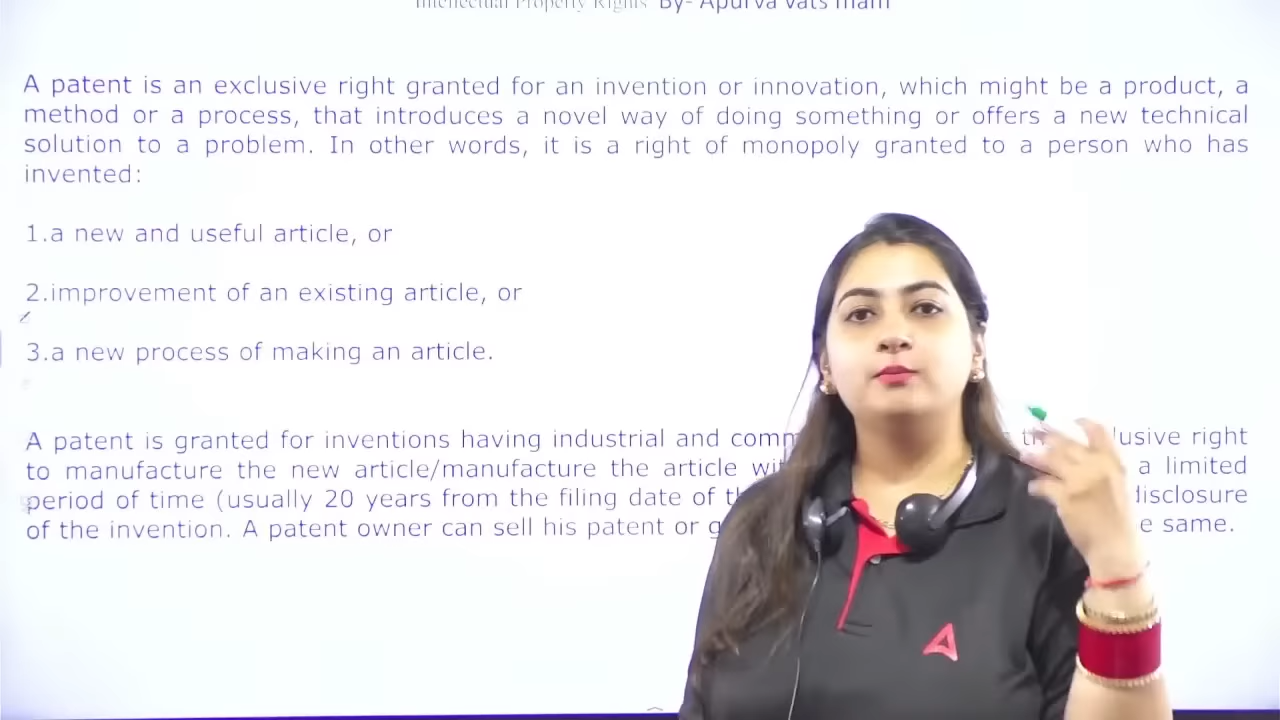 Intellectual Property Rights By- Apurva Vats mam
A patent is an exclusive right granted for an invention or innovation, which might be a product, a
method or a process, that introduces a novel way of doing something or offers a new technical
solution to a problem. In other words, it is a right of monopoly granted to a person who has
invented:
1.a new and useful article, or
2.improvement of an existing article, or
3.a new process of making an article.
A patent is granted for inventions having industrial and right
to manufacture the new article/manufacture the article a limited
period of time (usually 20 years from the filing date of disclosure
of the invention. A patent owner can sell his patent or same.